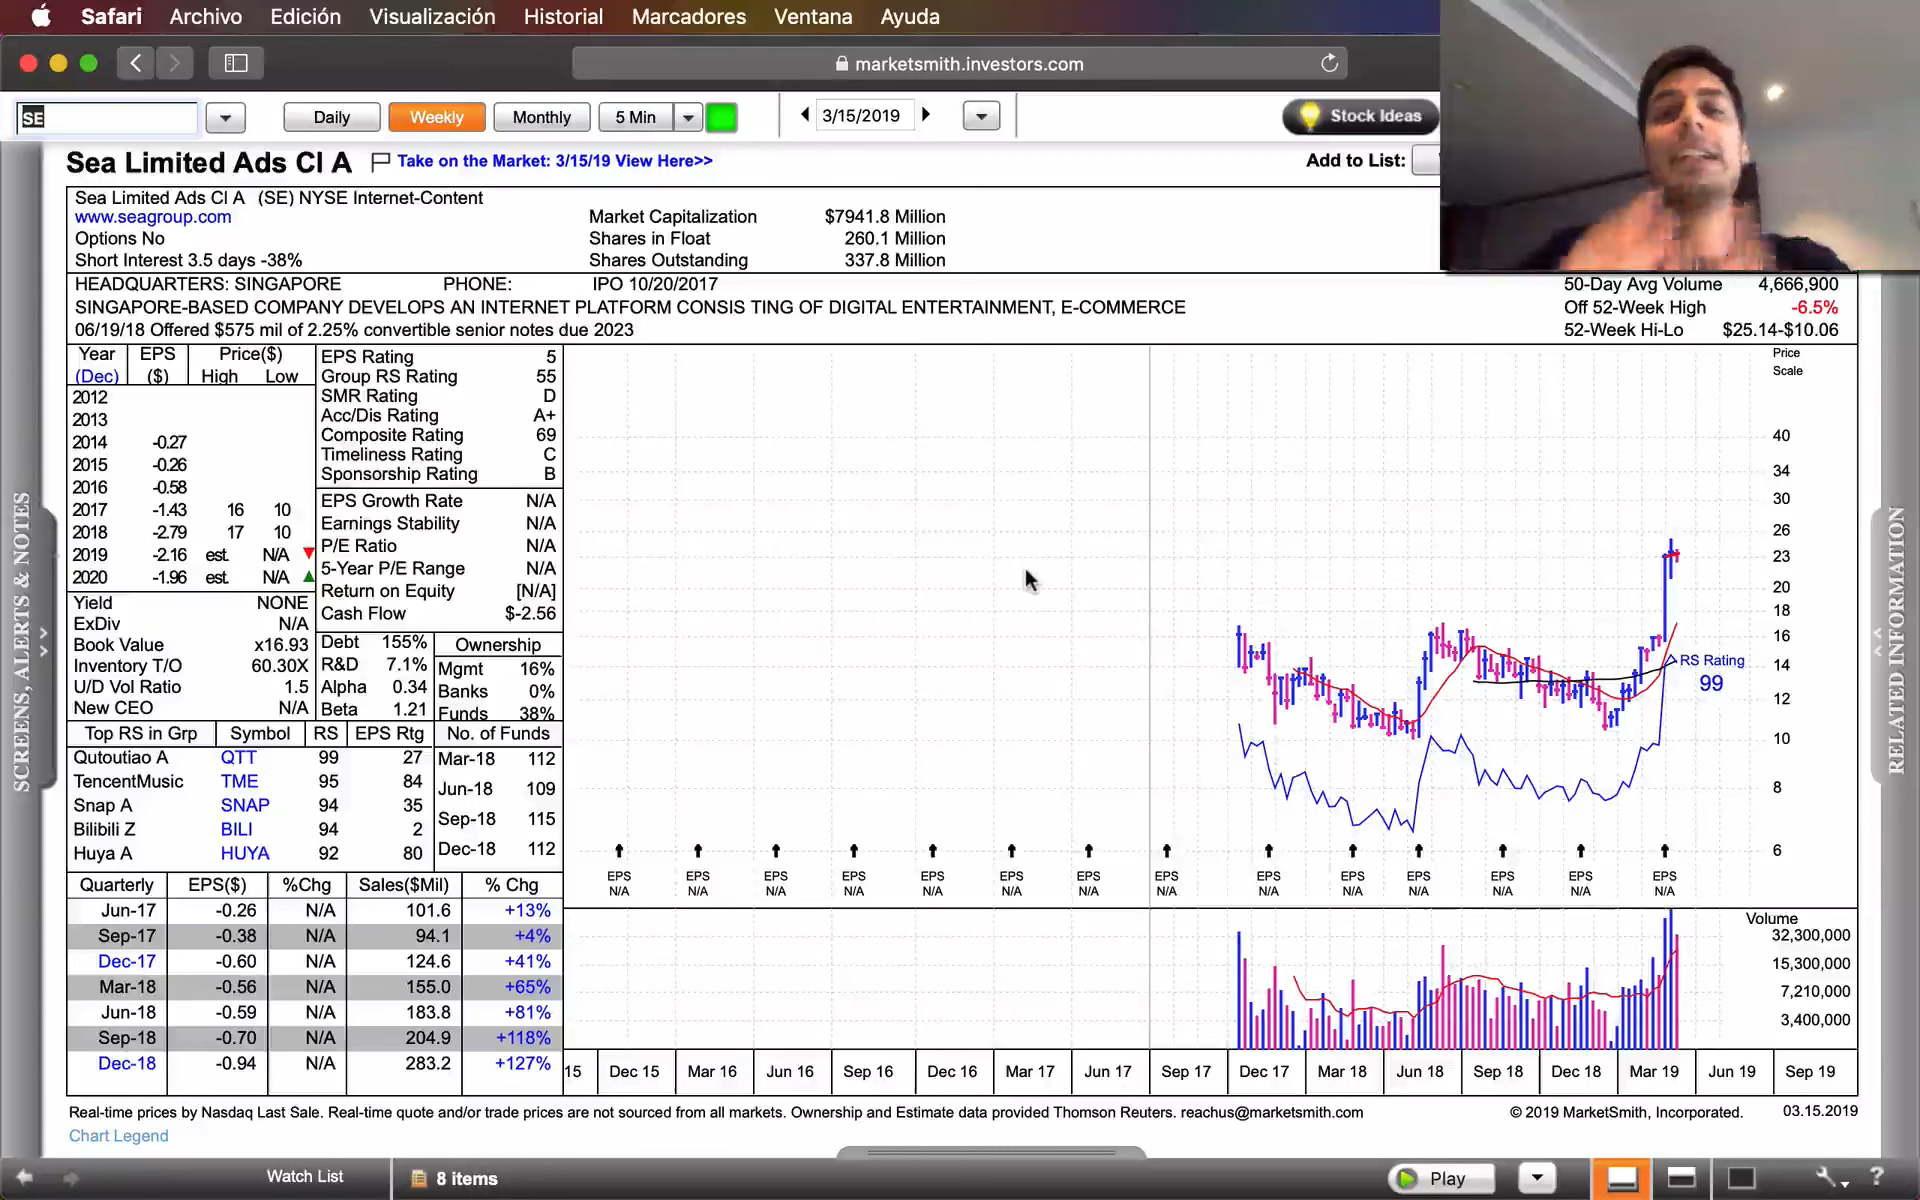 Safari Archivo Edición Visualización Historial Marcadores Ventana Ayuda
marketsmith.investors.com
SE Daily Weekly Monthly 5 Min 3/15/2019 Stock Ideas
Sea Limited Ads Cl A Take on the Market: 3/15/19 View Here>> Add to List:
Sea Limited Ads Cl A (SE) NYSE Internet-Content
www.seagroup.com Market Capitalization $7941.8 Million
Options No Shares in Float 260.1 Million
Short Interest 3.5 days -38% Shares Outstanding 337.8 Million
HEADQUARTERS: SINGAPORE PHONE: IPO 10/20/2017 50-Day Avg Volume 4,666,900
SINGAPORE-BASED COMPANY DEVELOPS AN INTERNET PLATFORM CONSIS TING OF DIGITAL ENTERTAINMENT, E-COMMERCE Off 52-Week High -6.5%
06/19/18 Offered $575 mil of 2.25% convertible senior notes due 2023 52-Week Hi-Lo $25.14-$10.06
Year EPS Price($)
(Dec) ($) High Low
2012
2013
2014 -0.27
2015 -0.26
2016 -0.58
2017 -1.43 16 10
2018 -2.79 17 10
2019 -2.16 est. N/A
2020 -1.96 est. N/A
EPS Rating 5
Group RS Rating 55
SMR Rating D
Acc/Dis Rating A+
Composite Rating 69
Timeliness Rating C
Sponsorship Rating B
EPS Growth Rate N/A
Earnings Stability N/A
P/E Ratio N/A
5-Year P/E Range N/A
Return on Equity [N/A]
Cash Flow $-2.56
Yield NONE
ExDiv N/A
Book Value x16.93
Inventory T/O 60.30X
U/D Vol Ratio 1.5
New CEO N/A
Debt 155%
R&D 7.1%
Alpha 0.34
Beta 1.21
Ownership
Mgmt 16%
Banks 0%
Funds 38%
Top RS in Grp Symbol RS EPS Rtg
Qutoutiao A QTT 99 27
TencentMusic TME 95 84
Snap A SNAP 94 35
Bilibili Z BILI 94 2
Huya A HUYA 92 80
No. of Funds
Mar-18 112
Jun-18 109
Sep-18 115
Dec-18 112
Quarterly EPS($) %Chg Sales($Mil) % Chg
Jun-17 -0.26 N/A 101.6 +13%
Sep-17 -0.38 N/A 94.1 +4%
Dec-17 -0.60 N/A 124.6 +41%
Mar-18 -0.56 N/A 155.0 +65%
Jun-18 -0.59 N/A 183.8 +81%
Sep-18 -0.70 N/A 204.9 +118%
Dec-18 -0.94 N/A 283.2 +127%
Price
Scale
40
34
30
26
23
20
18
16
14
12
10
8
6
RS Rating
99
EPS EPS EPS EPS EPS EPS EPS EPS EPS EPS EPS EPS EPS EPS
N/A N/A N/A N/A N/A N/A N/A N/A N/A N/A N/A N/A N/A N/A
Volume
32,300,000
15,300,000
7,210,000
3,400,000
15 Dec 15 Mar 16 Jun 16 Sep 16 Dec 16 Mar 17 Jun 17 Sep 17 Dec 17 Mar 18 Jun 18 Sep 18 Dec 18 Mar 19 Jun 19 Sep 19
Real-time prices by Nasdaq Last Sale. Real-time quote and/or trade prices are not sourced from all markets. Ownership and Estimate data provided Thomson Reuters. reachus@marketsmith.com © 2019 MarketSmith, Incorporated. 03.15.2019
Chart Legend
SCREENS, ALERTS & NOTES
RELATED INFORMATION
Watch List 8 items Play ?